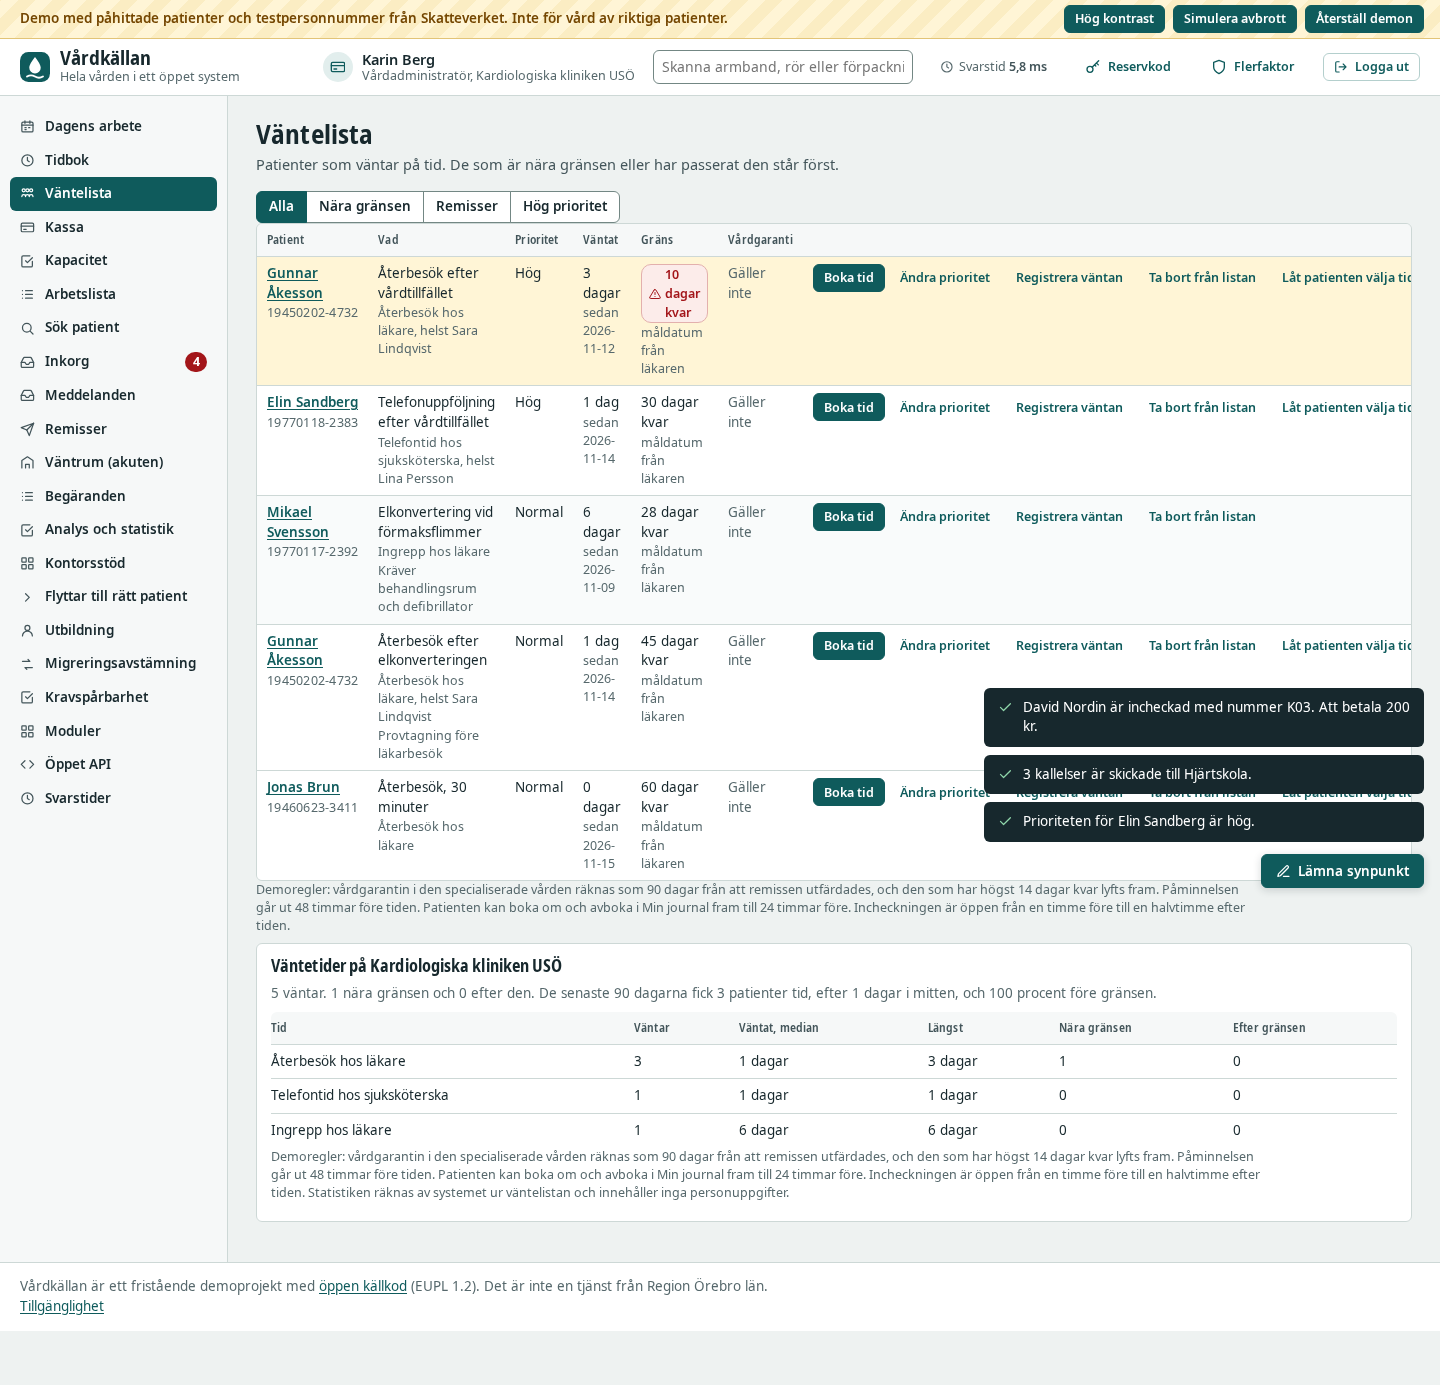 Demo med påhittade patienter och testpersonnummer från Skatteverket. Inte för vård av riktiga patienter.
Hög kontrast
Simulera avbrott
Återställ demon
Vårdkällan
Hela vården i ett öppet system
Karin Berg
Vårdadministratör, Kardiologiska kliniken USÖ
Skanna armband, rör eller förpackni
Svarstid 5,8 ms
Reservkod
Flerfaktor
Logga ut
Dagens arbete
Tidbok
Väntelista
Kassa
Kapacitet
Arbetslista
Sök patient
Inkorg 4
Meddelanden
Remisser
Väntrum (akuten)
Begäranden
Analys och statistik
Kontorsstöd
Flyttar till rätt patient
Utbildning
Migreringsavstämning
Kravspårbarhet
Moduler
Öppet API
Svarstider
Väntelista
Patienter som väntar på tid. De som är nära gränsen eller har passerat den står först.
Alla
Nära gränsen
Remisser
Hög prioritet
Patient
Vad
Prioritet
Väntat
Gräns
Vårdgaranti
Gunnar
Åkesson
19450202-4732
Återbesök efter
vårdtillfället
Återbesök hos
läkare, helst Sara
Lindqvist
Hög
3
dagar
sedan
2026-
11-12
10
dagar
kvar
måldatum
från
läkaren
Gäller
inte
Boka tid
Ändra prioritet
Registrera väntan
Ta bort från listan
Låt patienten välja tid
Elin Sandberg
19770118-2383
Telefonuppföljning
efter vårdtillfället
Telefontid hos
sjuksköterska, helst
Lina Persson
Hög
1 dag
sedan
2026-
11-14
30 dagar
kvar
måldatum
från
läkaren
Gäller
inte
Boka tid
Ändra prioritet
Registrera väntan
Ta bort från listan
Låt patienten välja tid
Mikael
Svensson
19770117-2392
Elkonvertering vid
förmaksflimmer
Ingrepp hos läkare
Kräver
behandlingsrum
och defibrillator
Normal
6
dagar
sedan
2026-
11-09
28 dagar
kvar
måldatum
från
läkaren
Gäller
inte
Boka tid
Ändra prioritet
Registrera väntan
Ta bort från listan
Gunnar
Åkesson
19450202-4732
Återbesök efter
elkonverteringen
Återbesök hos
läkare, helst Sara
Lindqvist
Provtagning före
läkarbesök
Normal
1 dag
sedan
2026-
11-14
45 dagar
kvar
måldatum
från
läkaren
Gäller
inte
Boka tid
Ändra prioritet
Registrera väntan
Ta bort från listan
Låt patienten välja tid
Jonas Brun
19460623-3411
Återbesök, 30
minuter
Återbesök hos
läkare
Normal
0
dagar
sedan
2026-
11-15
60 dagar
kvar
måldatum
från
läkaren
Gäller
inte
Boka tid
Ändra prioritet
David Nordin är incheckad med nummer K03. Att betala 200
kr.
3 kallelser är skickade till Hjärtskola.
Prioriteten för Elin Sandberg är hög.
Lämna synpunkt
Demoregler: vårdgarantin i den specialiserade vården räknas som 90 dagar från att remissen utfärdades, och den som har högst 14 dagar kvar lyfts fram. Påminnelsen
går ut 48 timmar före tiden. Patienten kan boka om och avboka i Min journal fram till 24 timmar före. Incheckningen är öppen från en timme före till en halvtimme efter
tiden.
Väntetider på Kardiologiska kliniken USÖ
5 väntar. 1 nära gränsen och 0 efter den. De senaste 90 dagarna fick 3 patienter tid, efter 1 dagar i mitten, och 100 procent före gränsen.
Tid Väntar Väntat, median Längst Nära gränsen Efter gränsen
Återbesök hos läkare 3 1 dagar 3 dagar 1 0
Telefontid hos sjuksköterska 1 1 dagar 1 dagar 0 0
Ingrepp hos läkare 1 6 dagar 6 dagar 0 0
Demoregler: vårdgarantin i den specialiserade vården räknas som 90 dagar från att remissen utfärdades, och den som har högst 14 dagar kvar lyfts fram. Påminnelsen
går ut 48 timmar före tiden. Patienten kan boka om och avboka i Min journal fram till 24 timmar före. Incheckningen är öppen från en timme före till en halvtimme efter
tiden. Statistiken räknas av systemet ur väntelistan och innehåller inga personuppgifter.
Vårdkällan är ett fristående demoprojekt med öppen källkod (EUPL 1.2). Det är inte en tjänst från Region Örebro län.
Tillgänglighet